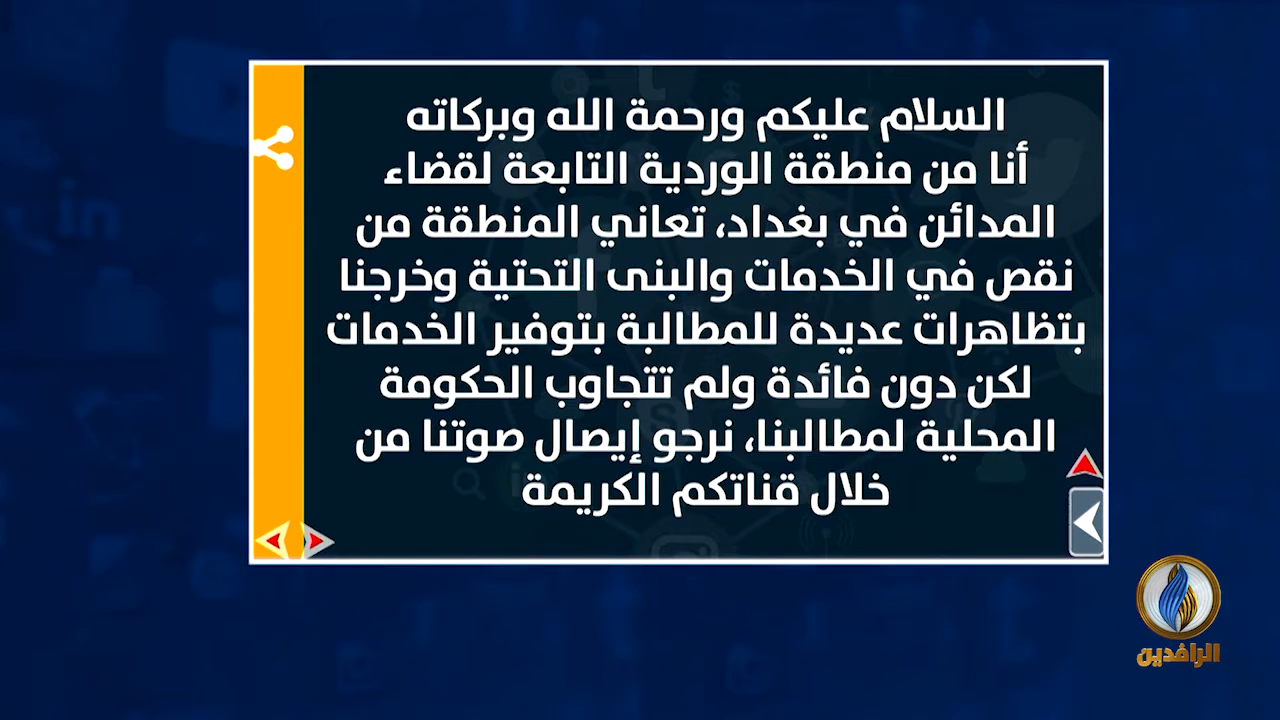 السلام عليكم ورحمة الله وبركاته
أنا من منطقة الوردية التابعة لقضاء
المدائن في بغداد، تعاني المنطقة من
نقص في الخدمات والبنى التحتية وخرجنا
بتظاهرات عديدة للمطالبة بتوفير الخدمات
لكن دون فائدة ولم تتجاوب الحكومة
المحلية لمطالبنا، نرجو إيصال صوتنا من
خلال قناتكم الكريمة
الرافدين